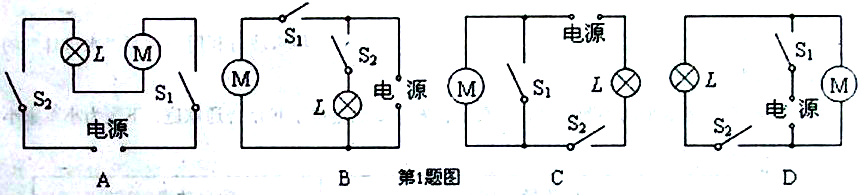 L M S₂ S₁ 电源 A
S₁ S₂ M L 电源 B
电源 M S₁ L S₂ C
L S₁ M 电源 S₂ D
第1题图